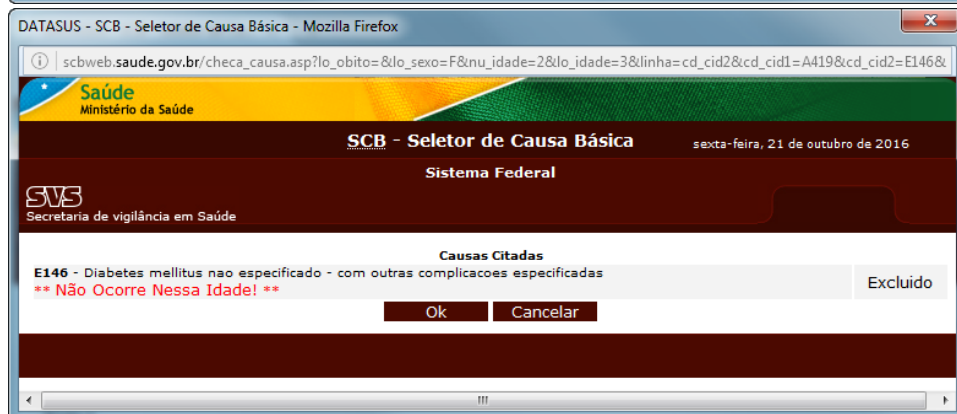 DATASUS - SCB - Seletor de Causa Básica - Mozilla Firefox
scbweb.saude.gov.br/checa_causa.asp?lo_obito=&lo_sexo=F&nu_idade=2&lo_idade=3&linha=cd_cid2&cd_cid1=A419&cd_cid2=E146&
Saúde
Ministério da Saúde
SCB - Seletor de Causa Básica
sexta-feira, 21 de outubro de 2016
Sistema Federal
SVS
Secretaria de vigilância em Saúde
Causas Citadas
E146 - Diabetes mellitus nao especificado - com outras complicacoes especificadas
** Não Ocorre Nessa Idade! **
Excluido
Ok
Cancelar